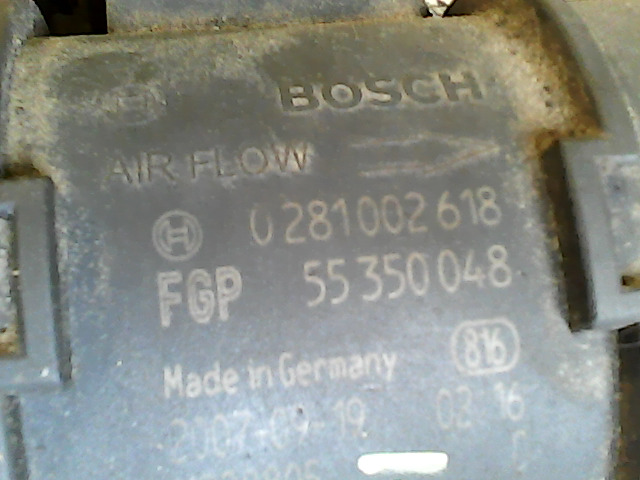 BOSCH
AIR FLOW
0 281 002 618
FGP 55 350 048
816
Made in Germany
2007-09-19 02 16